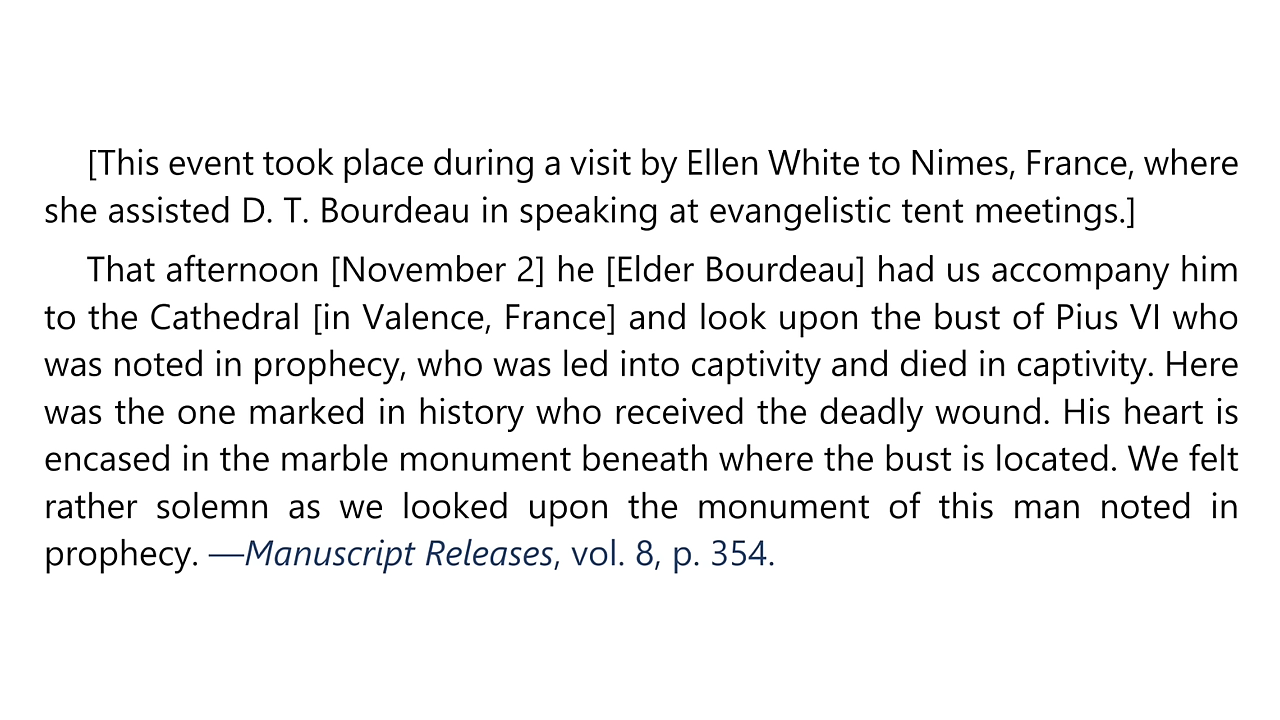 [This event took place during a visit by Ellen White to Nimes, France, where
she assisted D. T. Bourdeau in speaking at evangelistic tent meetings.]
That afternoon [November 2] he [Elder Bourdeau] had us accompany him
to the Cathedral [in Valence, France] and look upon the bust of Pius VI who
was noted in prophecy, who was led into captivity and died in captivity. Here
was the one marked in history who received the deadly wound. His heart is
encased in the marble monument beneath where the bust is located. We felt
rather solemn as we looked upon the monument of this man noted in
prophecy. —Manuscript Releases, vol. 8, p. 354.